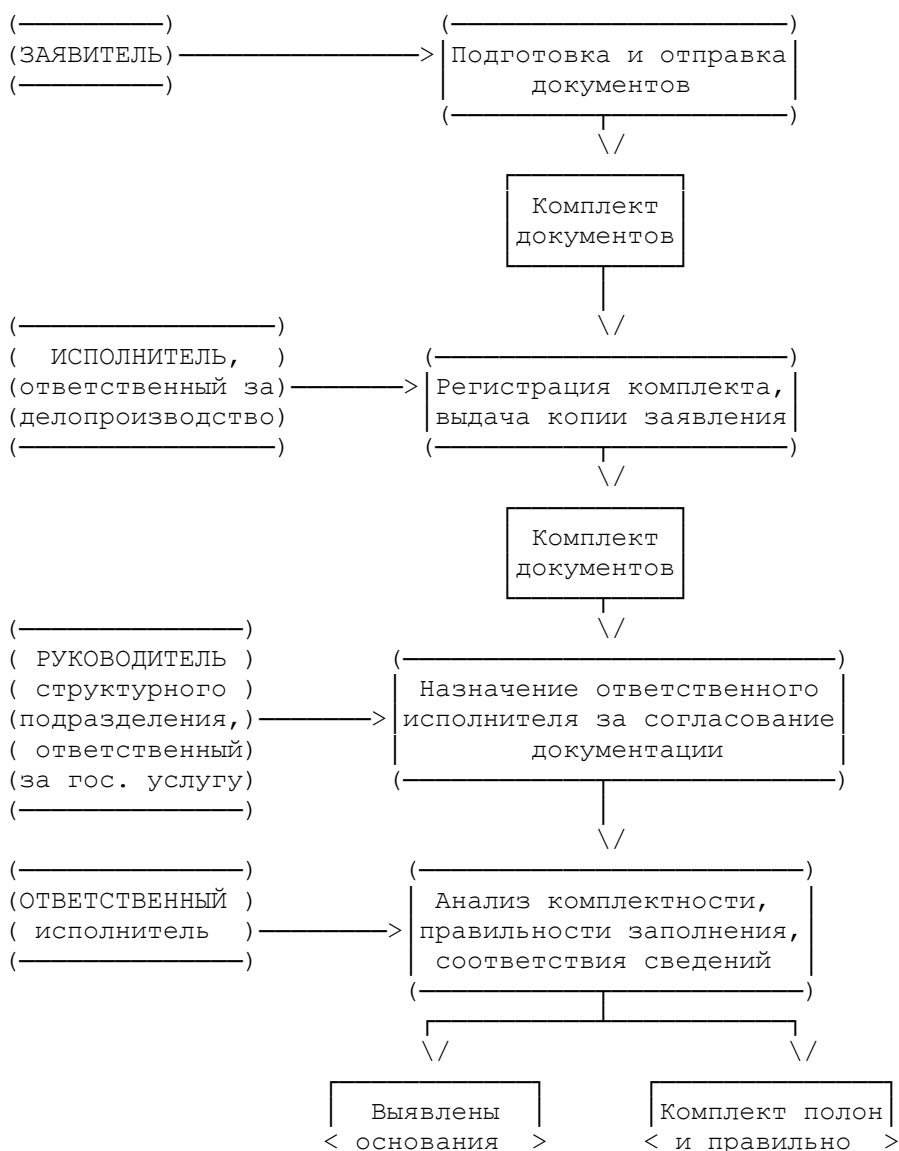 ЗАЯВИТЕЛЬ
Подготовка и отправка
документов
Комплект
документов
ИСПОЛНИТЕЛЬ,
ответственный за
делопроизводство
Регистрация комплекта,
выдача копии заявления
Комплект
документов
РУКОВОДИТЕЛЬ
структурного
подразделения,
ответственный
за гос. услугу
Назначение ответственного
исполнителя за согласование
документации
ОТВЕТСТВЕННЫЙ
исполнитель
Анализ комплектности,
правильности заполнения,
соответствия сведений
Выявлены
основания
Комплект полон
и правильно